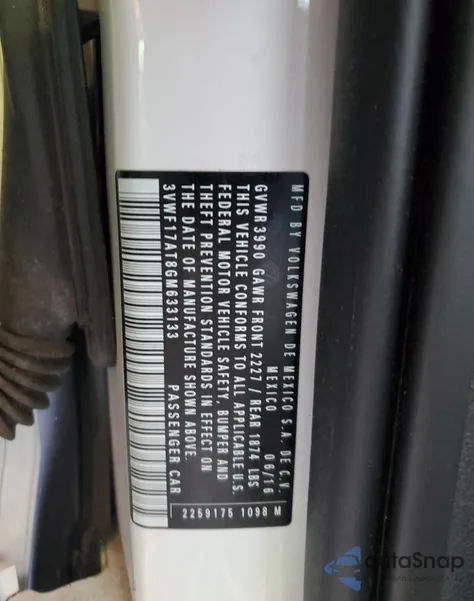 MFD BY VOLKSWAGEN DE MEXICO S.A. DE C.V.
MEXICO 06/16
GVWR 3990 GAWR FRONT 2227 / REAR 1874 LBS
THIS VEHICLE CONFORMS TO ALL APPLICABLE U.S.
FEDERAL MOTOR VEHICLE SAFETY, BUMPER AND
THEFT PREVENTION STANDARDS IN EFFECT ON
THE DATE OF MANUFACTURE SHOWN ABOVE.
3VWF17AT8GM633133 PASSENGER CAR
2259175 1098 M
dataSnap